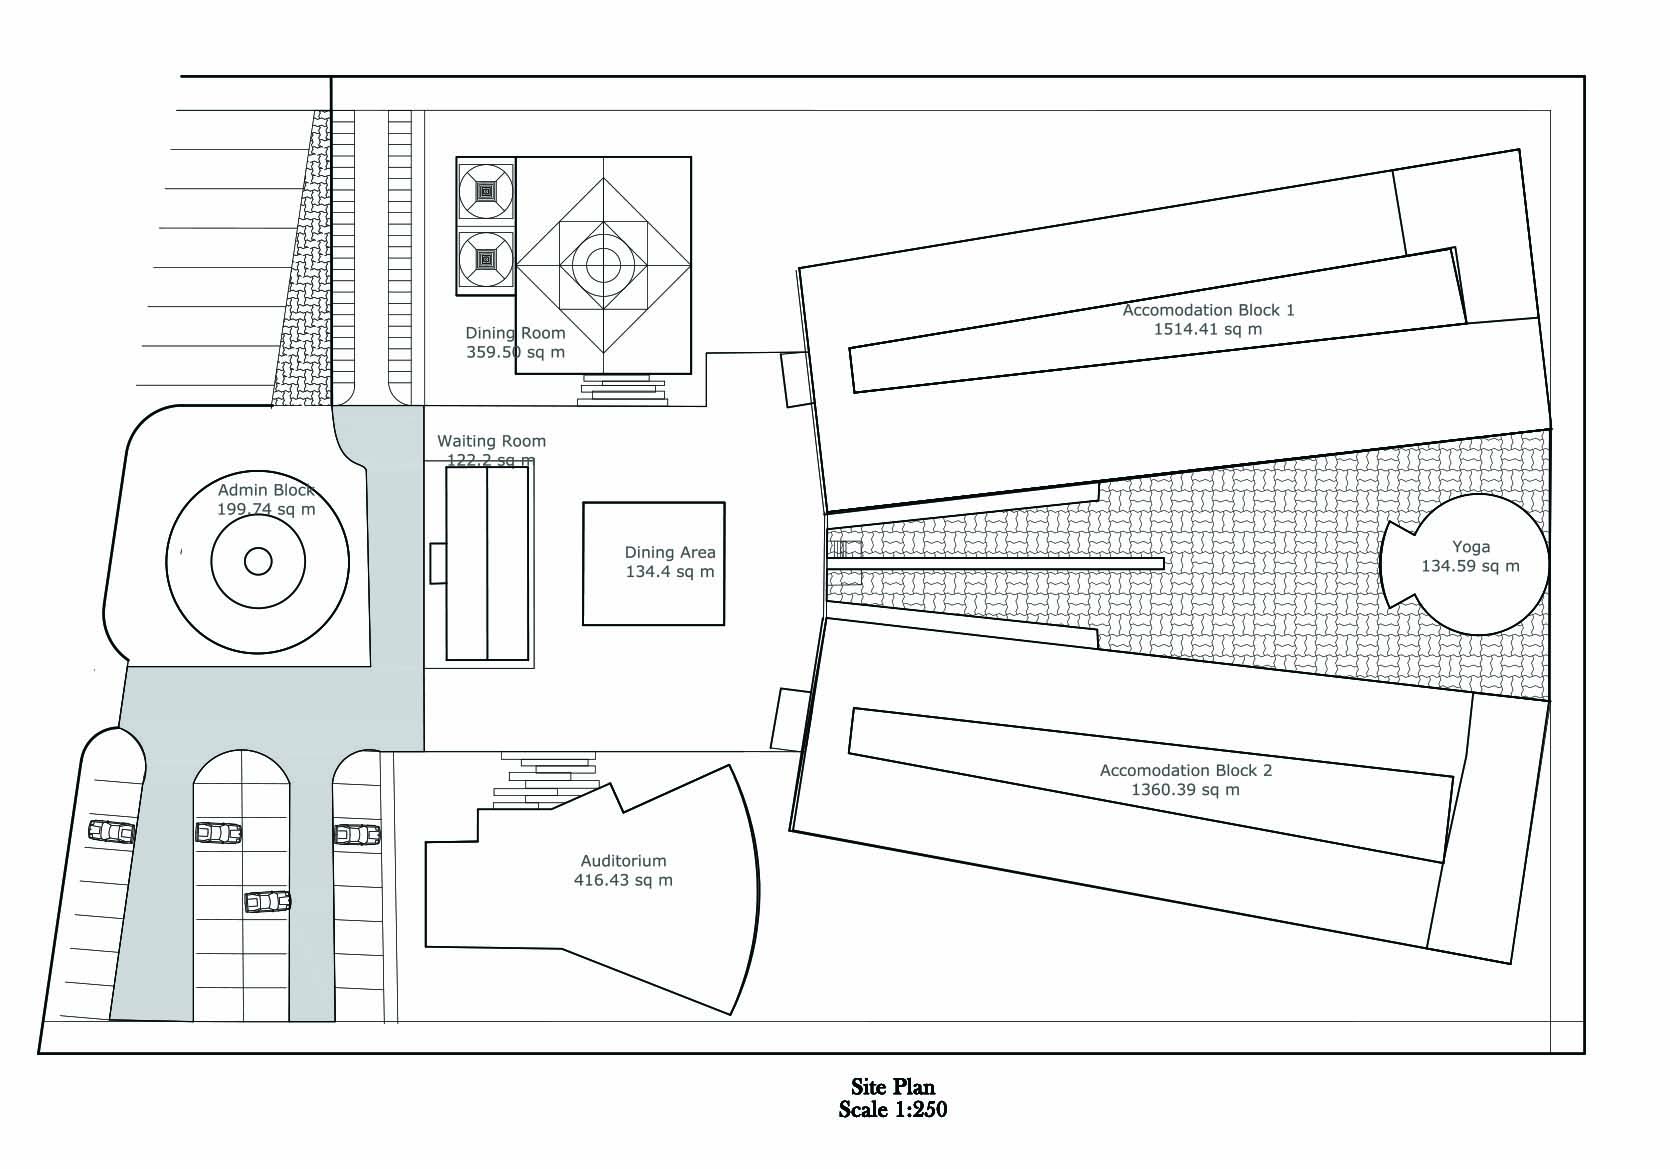 Accomodation Block 1
1514.41 sq m
Dining Room
359.50 sq m
Waiting Room
122.2 sq m
Admin Block
199.74 sq m
Dining Area
134.4 sq m
Yoga
134.59 sq m
Accomodation Block 2
1360.39 sq m
Auditorium
416.43 sq m
Site Plan
Scale 1:250